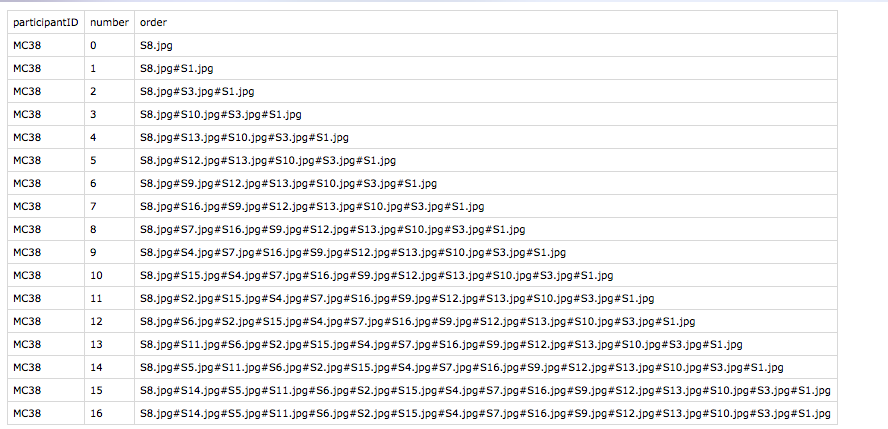 participantID number order
MC38 0 S8.jpg
MC38 1 S8.jpg#S1.jpg
MC38 2 S8.jpg#S3.jpg#S1.jpg
MC38 3 S8.jpg#S10.jpg#S3.jpg#S1.jpg
MC38 4 S8.jpg#S13.jpg#S10.jpg#S3.jpg#S1.jpg
MC38 5 S8.jpg#S12.jpg#S13.jpg#S10.jpg#S3.jpg#S1.jpg
MC38 6 S8.jpg#S9.jpg#S12.jpg#S13.jpg#S10.jpg#S3.jpg#S1.jpg
MC38 7 S8.jpg#S16.jpg#S9.jpg#S12.jpg#S13.jpg#S10.jpg#S3.jpg#S1.jpg
MC38 8 S8.jpg#S7.jpg#S16.jpg#S9.jpg#S12.jpg#S13.jpg#S10.jpg#S3.jpg#S1.jpg
MC38 9 S8.jpg#S4.jpg#S7.jpg#S16.jpg#S9.jpg#S12.jpg#S13.jpg#S10.jpg#S3.jpg#S1.jpg
MC38 10 S8.jpg#S15.jpg#S4.jpg#S7.jpg#S16.jpg#S9.jpg#S12.jpg#S13.jpg#S10.jpg#S3.jpg#S1.jpg
MC38 11 S8.jpg#S2.jpg#S15.jpg#S4.jpg#S7.jpg#S16.jpg#S9.jpg#S12.jpg#S13.jpg#S10.jpg#S3.jpg#S1.jpg
MC38 12 S8.jpg#S6.jpg#S2.jpg#S15.jpg#S4.jpg#S7.jpg#S16.jpg#S9.jpg#S12.jpg#S13.jpg#S10.jpg#S3.jpg#S1.jpg
MC38 13 S8.jpg#S11.jpg#S6.jpg#S2.jpg#S15.jpg#S4.jpg#S7.jpg#S16.jpg#S9.jpg#S12.jpg#S13.jpg#S10.jpg#S3.jpg#S1.jpg
MC38 14 S8.jpg#S5.jpg#S11.jpg#S6.jpg#S2.jpg#S15.jpg#S4.jpg#S7.jpg#S16.jpg#S9.jpg#S12.jpg#S13.jpg#S10.jpg#S3.jpg#S1.jpg
MC38 15 S8.jpg#S14.jpg#S5.jpg#S11.jpg#S6.jpg#S2.jpg#S15.jpg#S4.jpg#S7.jpg#S16.jpg#S9.jpg#S12.jpg#S13.jpg#S10.jpg#S3.jpg#S1.jpg
MC38 16 S8.jpg#S14.jpg#S5.jpg#S11.jpg#S6.jpg#S2.jpg#S15.jpg#S4.jpg#S7.jpg#S16.jpg#S9.jpg#S12.jpg#S13.jpg#S10.jpg#S3.jpg#S1.jpg